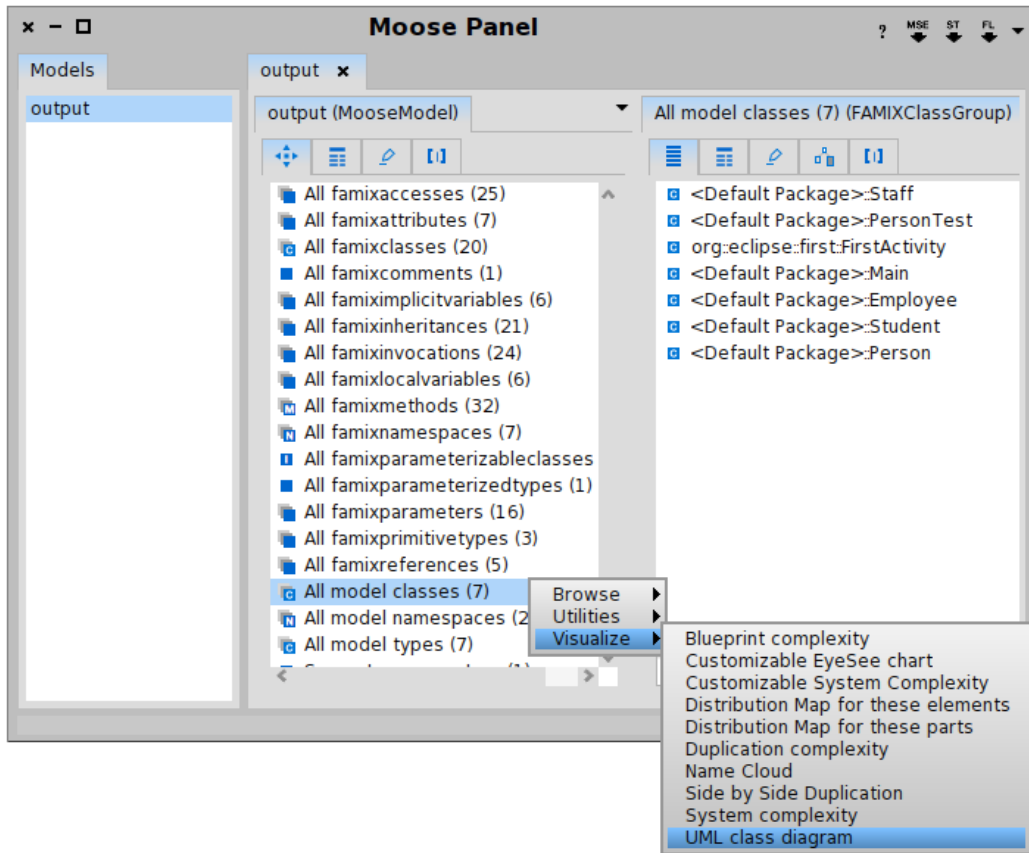 Moose Panel
? MSE ST FL
Models
output
output
output (MooseModel)
All famixaccesses (25)
All famixattributes (7)
All famixclasses (20)
All famixcomments (1)
All famiximplicitvariables (6)
All famixinheritances (21)
All famixinvocations (24)
All famixlocalvariables (6)
All famixmethods (32)
All famixnamespaces (7)
All famixparameterizableclasses
All famixparameterizedtypes (1)
All famixparameters (16)
All famixprimitivetypes (3)
All famixreferences (5)
All model classes (7)
All model namespaces (2
All model types (7)
All model classes (7) (FAMIXClassGroup)
<Default Package>::Staff
<Default Package>::PersonTest
org::eclipse::first::FirstActivity
<Default Package>::Main
<Default Package>::Employee
<Default Package>::Student
<Default Package>::Person
Browse
Utilities
Visualize
Blueprint complexity
Customizable EyeSee chart
Customizable System Complexity
Distribution Map for these elements
Distribution Map for these parts
Duplication complexity
Name Cloud
Side by Side Duplication
System complexity
UML class diagram